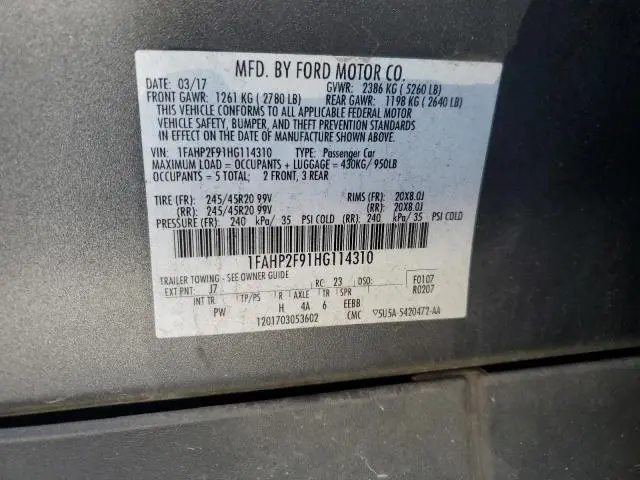 MFD. BY FORD MOTOR CO.
DATE: 03/17 GVWR: 2386 KG ( 5260 LB)
FRONT GAWR: 1261 KG ( 2780 LB) REAR GAWR: 1198 KG ( 2640 LB)
THIS VEHICLE CONFORMS TO ALL APPLICABLE FEDERAL MOTOR
VEHICLE SAFETY, BUMPER, AND THEFT PREVENTION STANDARDS
IN EFFECT ON THE DATE OF MANUFACTURE SHOWN ABOVE.
VIN: 1FAHP2F91HG114310 TYPE: Passenger Car
MAXIMUM LOAD = OCCUPANTS + LUGGAGE = 430KG/ 950LB
OCCUPANTS = 5 TOTAL; 2 FRONT, 3 REAR
TIRE (FR): 245/45R20 99V RIMS (FR): 20X8.0J
(RR): 245/45R20 99V (RR): 20X8.0J
PRESSURE (FR): 240 kPa/ 35 PSI COLD (RR): 240 kPa/ 35 PSI COLD
1FAHP2F91HG114310
TRAILER TOWING - SEE OWNER GUIDE
EXT PNT: J7 RC: 23 DSO: F0107
INT TR TP/PS R AXLE TR SPR R0207
PW H 4A 6 EEBB
1201703053602 CMC ▽5U5A-5420472-AA